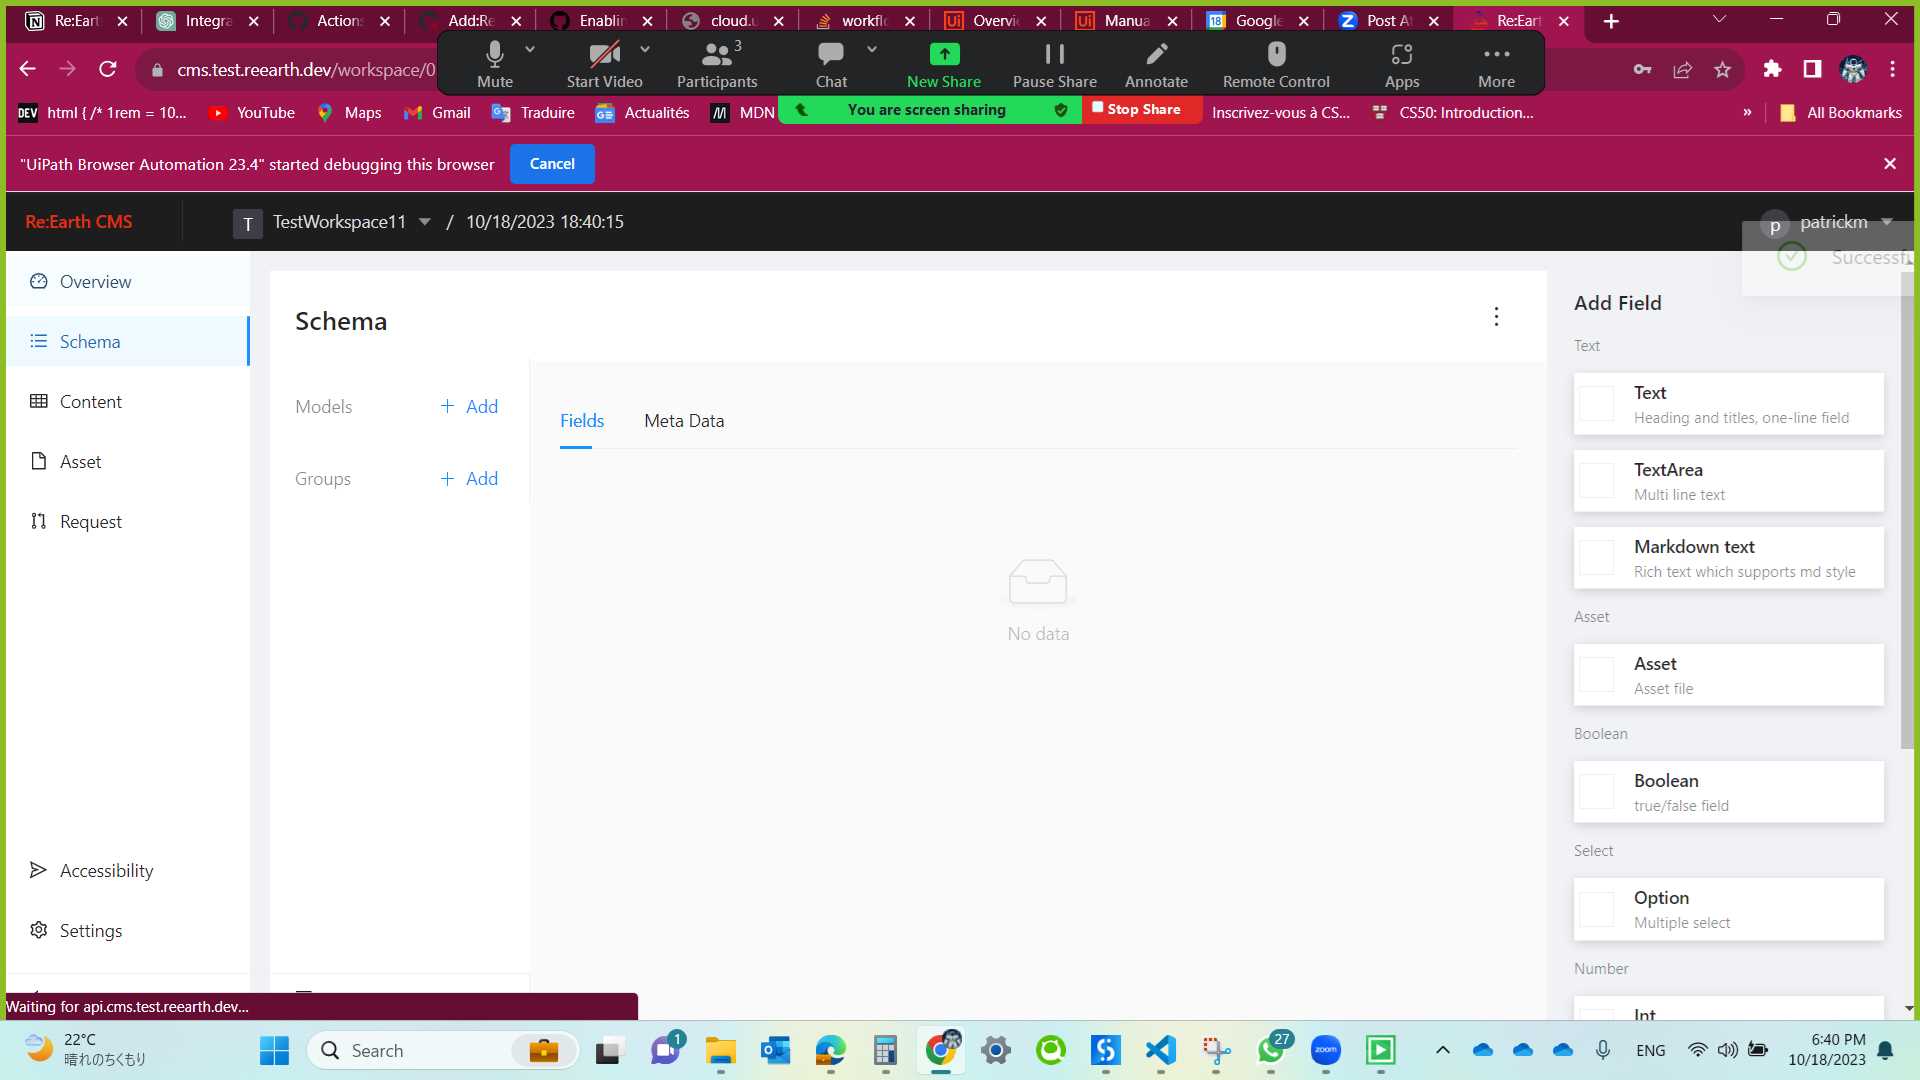 Re:Eart
Integra
Actions
Add:Re
Enablin
cloud.u
workflo
Overvie
Manua
Google
Post At
Re:Eart
cms.test.reearth.dev/workspace/0
Mute
Start Video
Participants
3
Chat
New Share
Pause Share
Annotate
Remote Control
Apps
More
DEV html { /* 1rem = 10...
YouTube
Maps
Gmail
Traduire
Actualités
MDN
You are screen sharing
Stop Share
Inscrivez-vous à CS...
CS50: Introduction...
»
All Bookmarks
"UiPath Browser Automation 23.4" started debugging this browser
Cancel
Re:Earth CMS
T TestWorkspace11 / 10/18/2023 18:40:15
p patrickm
Successfu
Overview
Schema
Content
Asset
Request
Accessibility
Settings
Schema
Models
+ Add
Groups
+ Add
Fields
Meta Data
No data
Add Field
Text
Text
Heading and titles, one-line field
TextArea
Multi line text
Markdown text
Rich text which supports md style
Asset
Asset
Asset file
Boolean
Boolean
true/false field
Select
Option
Multiple select
Number
Int
Waiting for api.cms.test.reearth.dev...
22°C
晴れのちくもり
Search
1
27
zoom
ENG
6:40 PM
10/18/2023